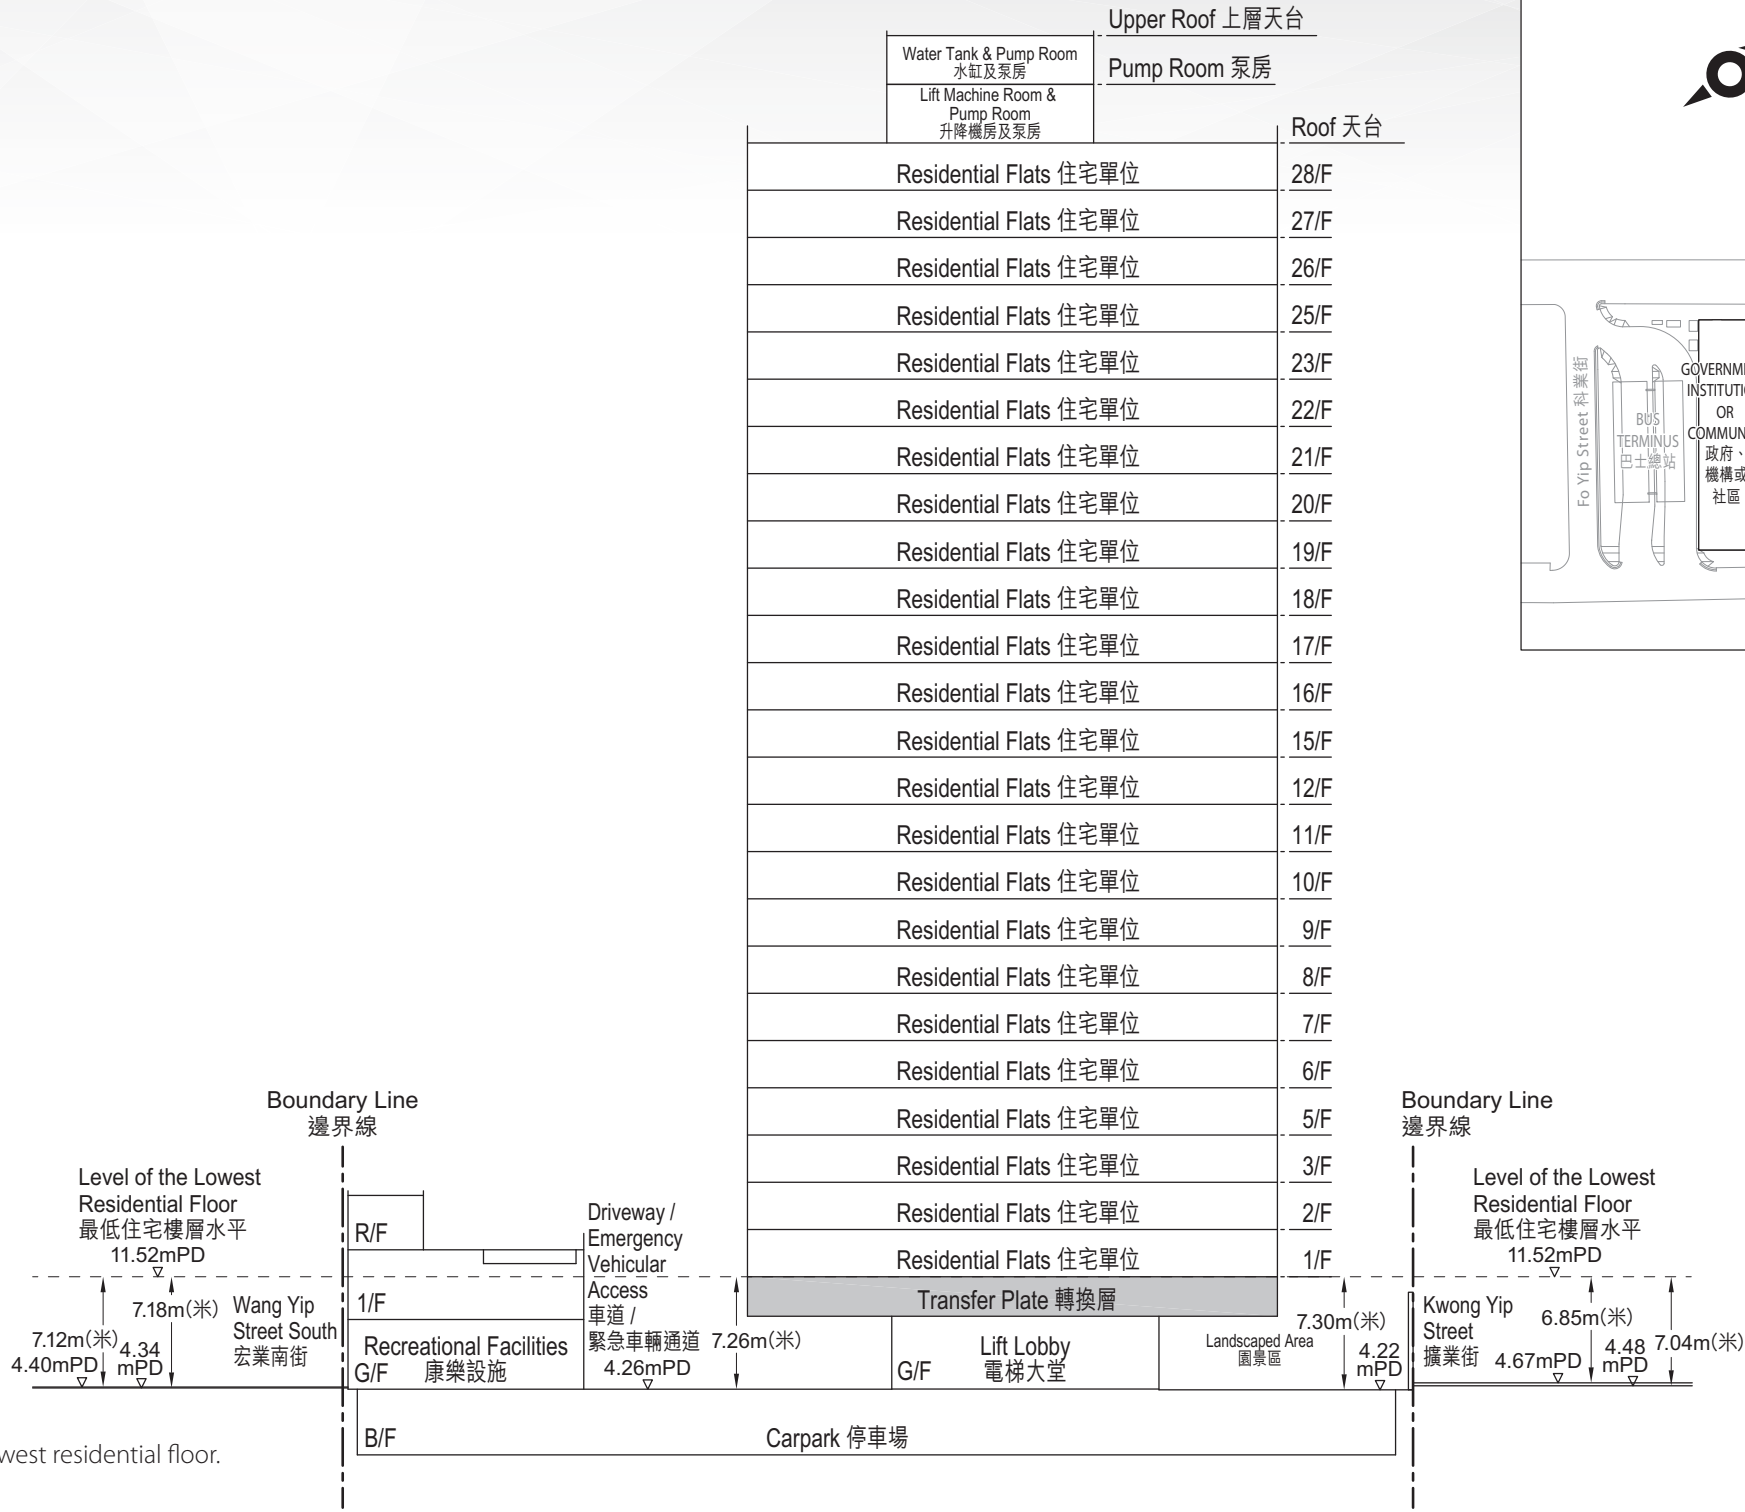 Upper Roof 上層天台
Water Tank & Pump Room
水缸及泵房
Pump Room 泵房
Lift Machine Room &
Pump Room
升降機房及泵房
Roof 天台
Residential Flats 住宅單位 28/F
Residential Flats 住宅單位 27/F
Residential Flats 住宅單位 26/F
Residential Flats 住宅單位 25/F
Residential Flats 住宅單位 23/F
Residential Flats 住宅單位 22/F
Residential Flats 住宅單位 21/F
Residential Flats 住宅單位 20/F
Residential Flats 住宅單位 19/F
Residential Flats 住宅單位 18/F
Residential Flats 住宅單位 17/F
Residential Flats 住宅單位 16/F
Residential Flats 住宅單位 15/F
Residential Flats 住宅單位 12/F
Residential Flats 住宅單位 11/F
Residential Flats 住宅單位 10/F
Residential Flats 住宅單位 9/F
Residential Flats 住宅單位 8/F
Residential Flats 住宅單位 7/F
Residential Flats 住宅單位 6/F
Residential Flats 住宅單位 5/F
Residential Flats 住宅單位 3/F
Residential Flats 住宅單位 2/F
Residential Flats 住宅單位 1/F
Transfer Plate 轉換層
Fo Yip Street 科業街
BUS
TERMINUS
巴士總站
GOVERNM
INSTITUTI
OR
COMMUN
政府、
機構或
社區
Boundary Line
邊界線
Level of the Lowest
Residential Floor
最低住宅樓層水平
11.52mPD
7.18m(米)
7.12m(米)
4.40mPD
4.34
mPD
Wang Yip
Street South
宏業南街
R/F
1/F
Recreational Facilities
G/F 康樂設施
Driveway /
Emergency
Vehicular
Access
車道 /
緊急車輛通道
4.26mPD
7.26m(米)
G/F
Lift Lobby
電梯大堂
Landscaped Area
園景區
7.30m(米)
4.22
mPD
Boundary Line
邊界線
Level of the Lowest
Residential Floor
最低住宅樓層水平
11.52mPD
Kwong Yip
Street
擴業街
6.85m(米)
4.67mPD
4.48
mPD
7.04m(米)
B/F Carpark 停車場
west residential floor.